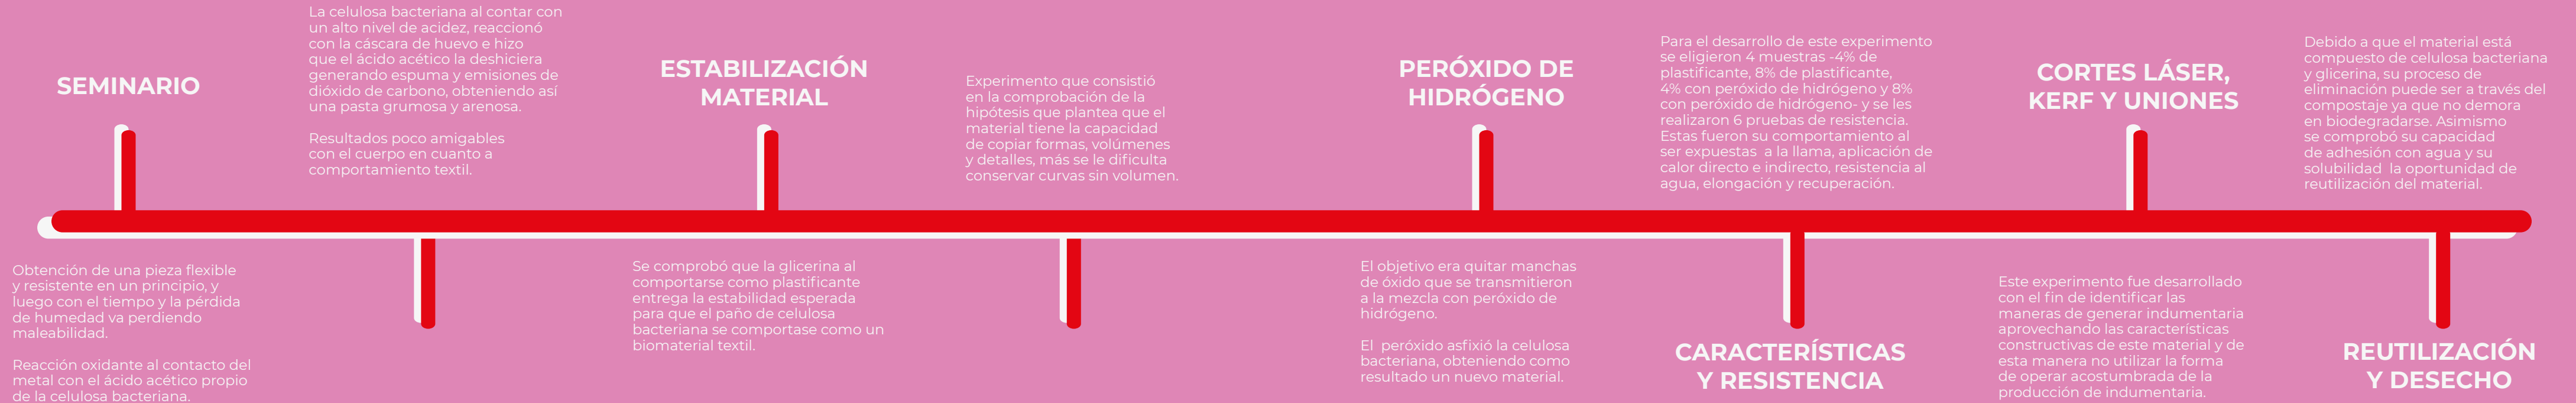 SEMINARIO
Obtención de una pieza flexible
y resistente en un principio, y
luego con el tiempo y la pérdida
de humedad va perdiendo
maleabilidad.
Reacción oxidante al contacto del
metal con el ácido acético propio
de la celulosa bacteriana.
La celulosa bacteriana al contar con
un alto nivel de acidez, reaccionó
con la cáscara de huevo e hizo
que el ácido acético la deshiciera
generando espuma y emisiones de
dióxido de carbono, obteniendo así
una pasta grumosa y arenosa.
Resultados poco amigables
con el cuerpo en cuanto a
comportamiento textil.
ESTABILIZACIÓN
MATERIAL
Se comprobó que la glicerina al
comportarse como plastificante
entrega la estabilidad esperada
para que el paño de celulosa
bacteriana se comportase como un
biomaterial textil.
Experimento que consistió
en la comprobación de la
hipótesis que plantea que el
material tiene la capacidad
de copiar formas, volúmenes
y detalles, más se le dificulta
conservar curvas sin volumen.
PERÓXIDO DE
HIDRÓGENO
El objetivo era quitar manchas
de óxido que se transmitieron
a la mezcla con peróxido de
hidrógeno.
El  peróxido asfixió la celulosa
bacteriana, obteniendo como
resultado un nuevo material.
Para el desarrollo de este experimento
se eligieron 4 muestras -4% de
plastificante, 8% de plastificante,
4% con peróxido de hidrógeno y 8%
con peróxido de hidrógeno- y se les
realizaron 6 pruebas de resistencia.
Estas fueron su comportamiento al
ser expuestas  a la llama, aplicación de
calor directo e indirecto, resistencia al
agua, elongación y recuperación.
CARACTERÍSTICAS
Y RESISTENCIA
CORTES LÁSER,
KERF Y UNIONES
Este experimento fue desarrollado
con el fin de identificar las
maneras de generar indumentaria
aprovechando las características
constructivas de este material y de
esta manera no utilizar la forma
de operar acostumbrada de la
producción de indumentaria.
Debido a que el material está
compuesto de celulosa bacteriana
y glicerina, su proceso de
eliminación puede ser a través del
compostaje ya que no demora
en biodegradarse. Asimismo
se comprobó su capacidad
de adhesión con agua y su
solubilidad  la oportunidad de
reutilización del material.
REUTILIZACIÓN
Y DESECHO